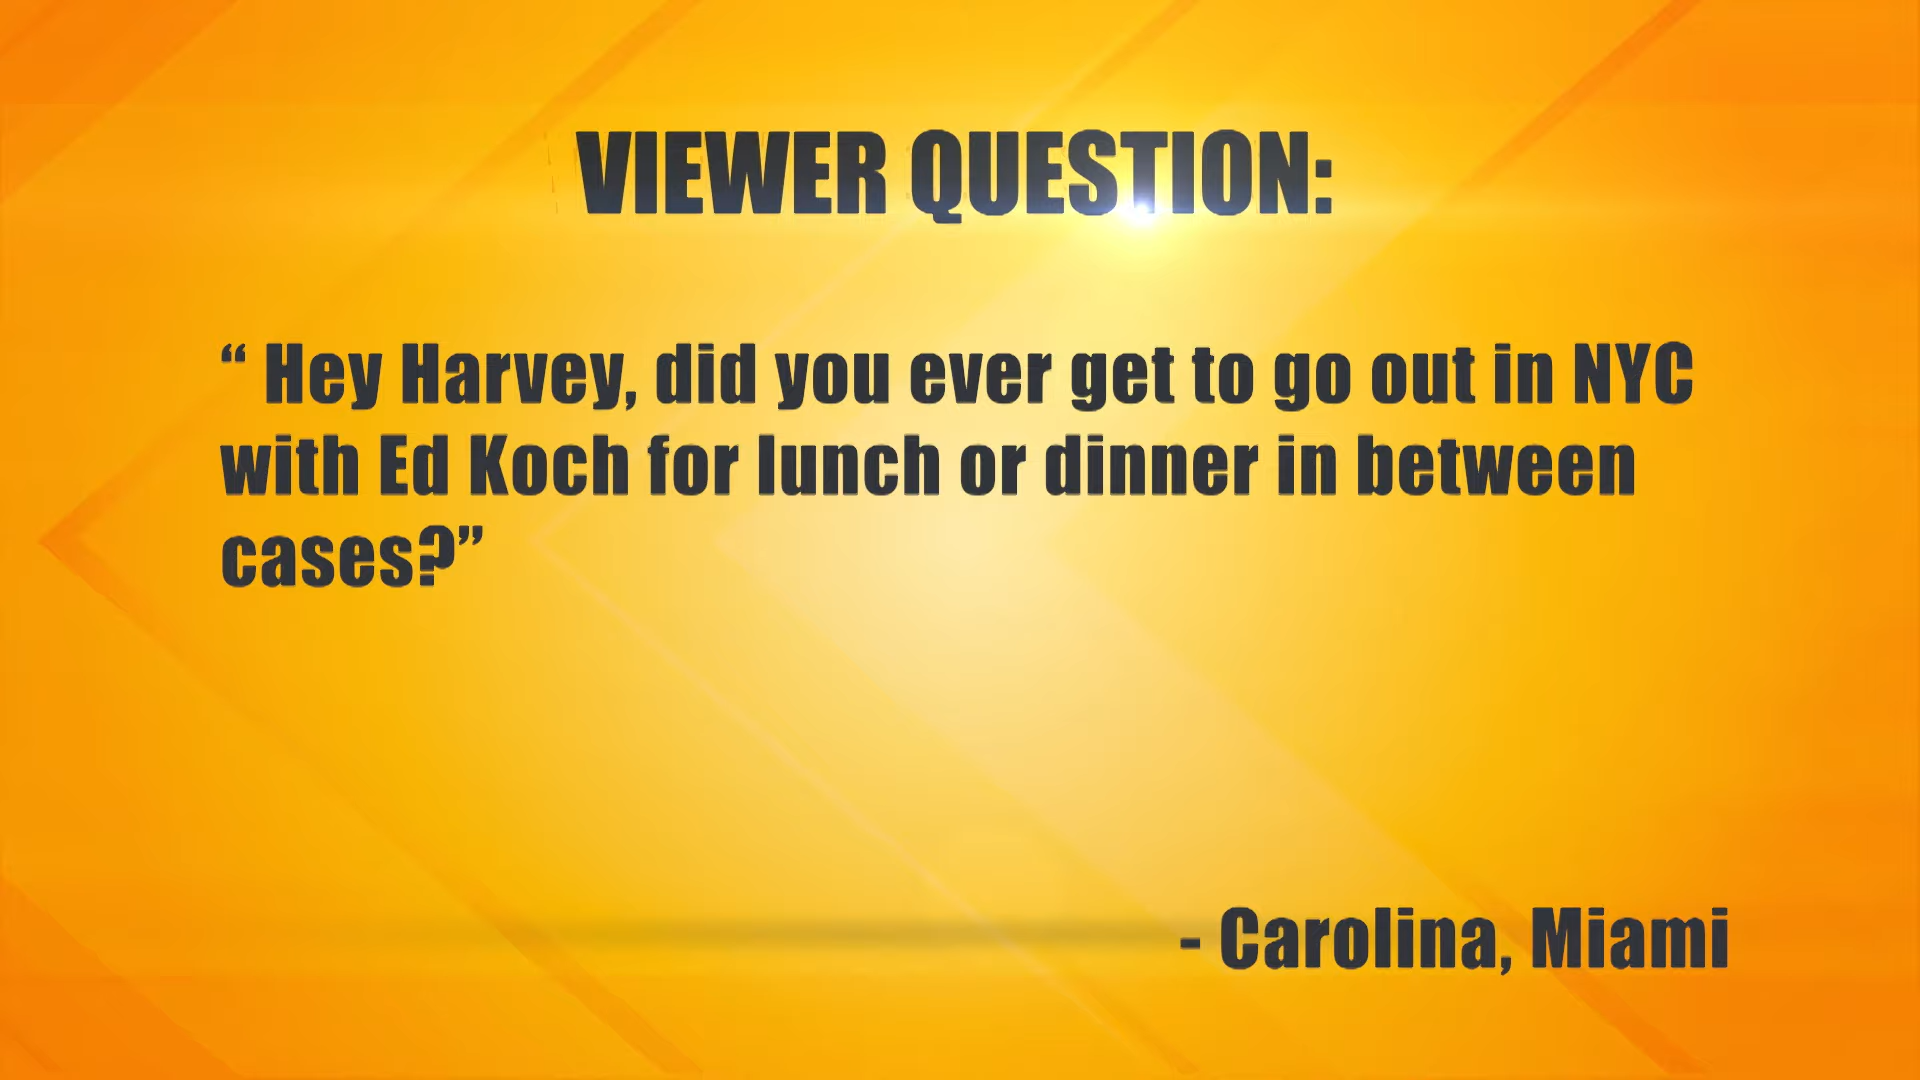 VIEWER QUESTION:
“ Hey Harvey, did you ever get to go out in NYC
with Ed Koch for lunch or dinner in between
cases?”
- Carolina, Miami